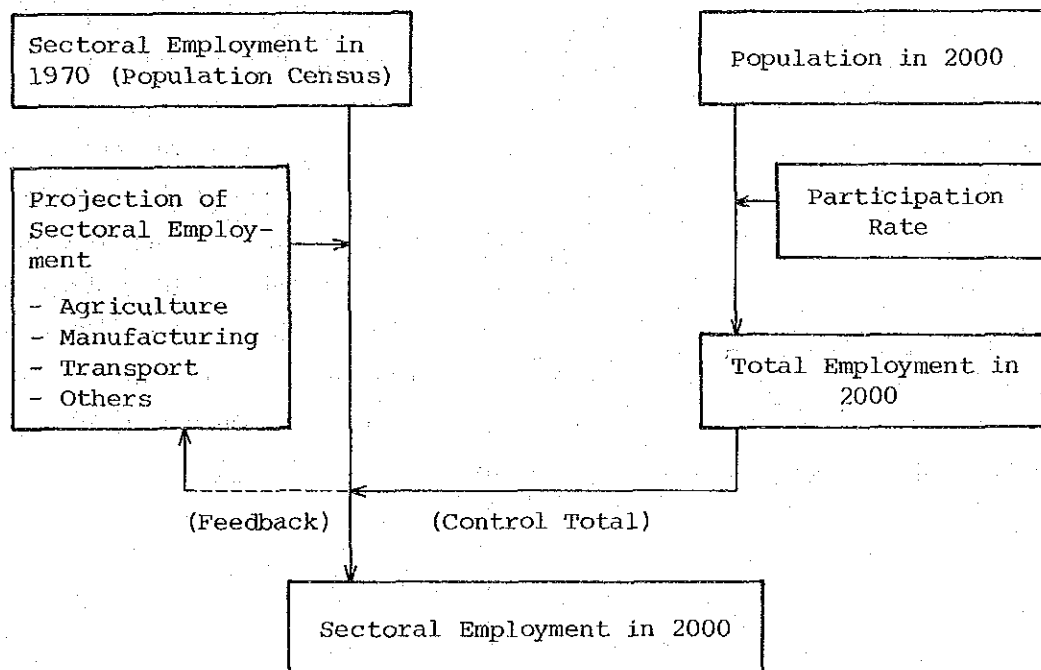 Sectoral Employment in
1970 (Population Census)
Population in 2000
Projection of
Sectoral Employ-
ment
- Agriculture
- Manufacturing
- Transport
- Others
Participation
Rate
Total Employment in
2000
(Feedback)
(Control Total)
Sectoral Employment in 2000